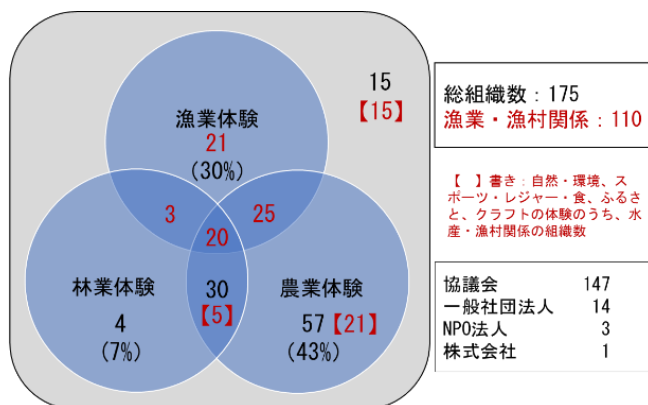 15
【15】
漁業体験
21
(30%)
3
25
20
林業体験
4
(7%)
30
【5】
農業体験
57【21】
(43%)
総組織数：175
漁業・漁村関係：110
【　】書き：自然・環境、ス
ポーツ・レジャー・食、ふるさ
と、クラフトの体験のうち、水
産・漁村関係の組織数
協議会 147
一般社団法人 14
NPO法人 3
株式会社 1